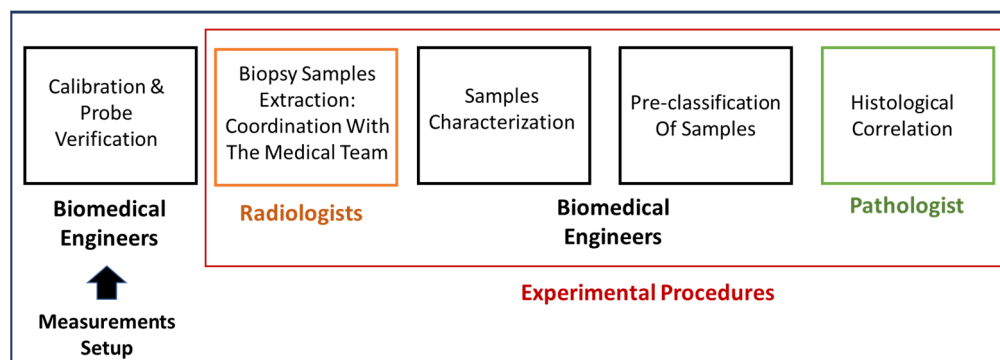 Calibration &
Probe
Verification
Biopsy Samples
Extraction:
Coordination With
The Medical Team
Samples
Characterization
Pre-classification
Of Samples
Histological
Correlation
Biomedical
Engineers
Radiologists
Biomedical
Engineers
Pathologist
Experimental Procedures
Measurements
Setup